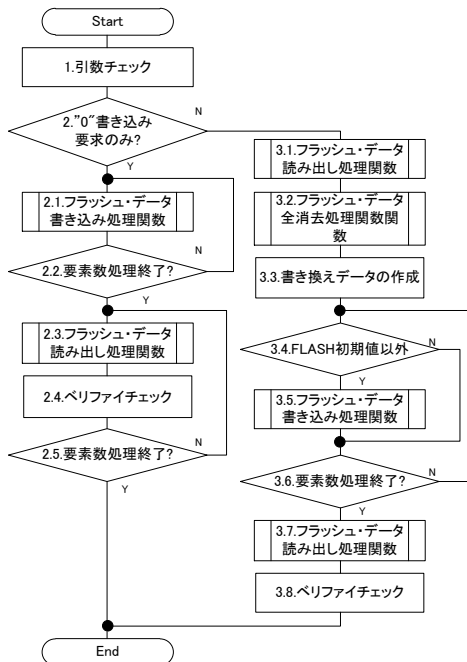 Start
1.引数チェック
2.”0”書き込み
要求のみ?
N
Y
2.1.フラッシュ・データ
書き込み処理関数
2.2.要素数処理終了?
N
Y
2.3.フラッシュ・データ
読み出し処理関数
2.4.ベリファイチェック
2.5.要素数処理終了?
N
Y
3.1.フラッシュ・データ
読み出し処理関数
3.2.フラッシュ・データ
全消去処理関数関
数
3.3.書き換えデータの作成
3.4.FLASH初期値以外
N
Y
3.5.フラッシュ・データ
書き込み処理関数
3.6.要素数処理終了?
N
Y
3.7.フラッシュ・データ
読み出し処理関数
3.8.ベリファイチェック
End